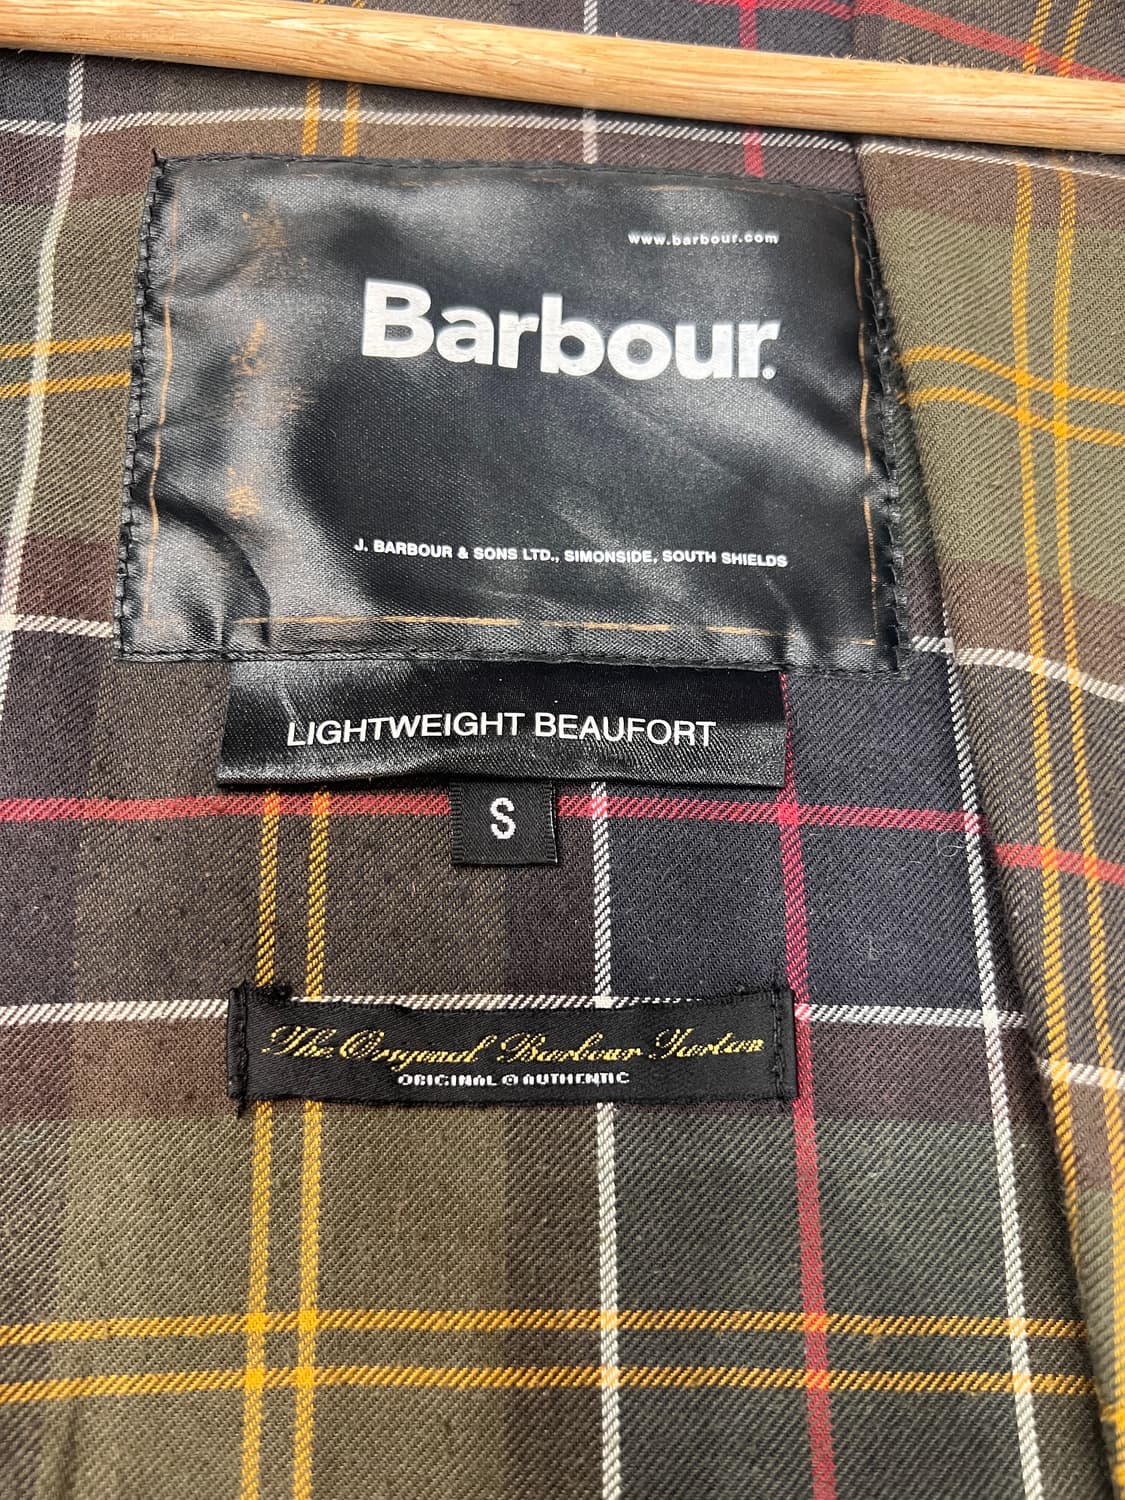 www.barbour.com
Barbour.
J. BARBOUR & SONS LTD., SIMONSIDE, SOUTH SHIELDS
LIGHTWEIGHT BEAUFORT
S
The Original Barbour Tartan
ORIGINAL & AUTHENTIC